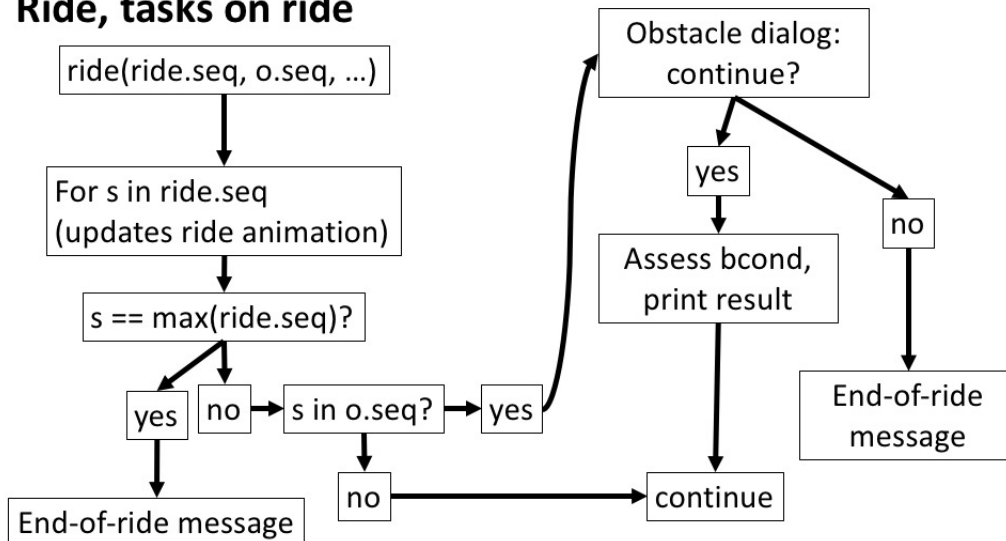 Ride, tasks on ride
ride(ride.seq, o.seq, ...)
For s in ride.seq
(updates ride animation)
s == max(ride.seq)?
yes
no
s in o.seq?
yes
End-of-ride message
no
Obstacle dialog:
continue?
yes
no
Assess bcond,
print result
End-of-ride
message
continue